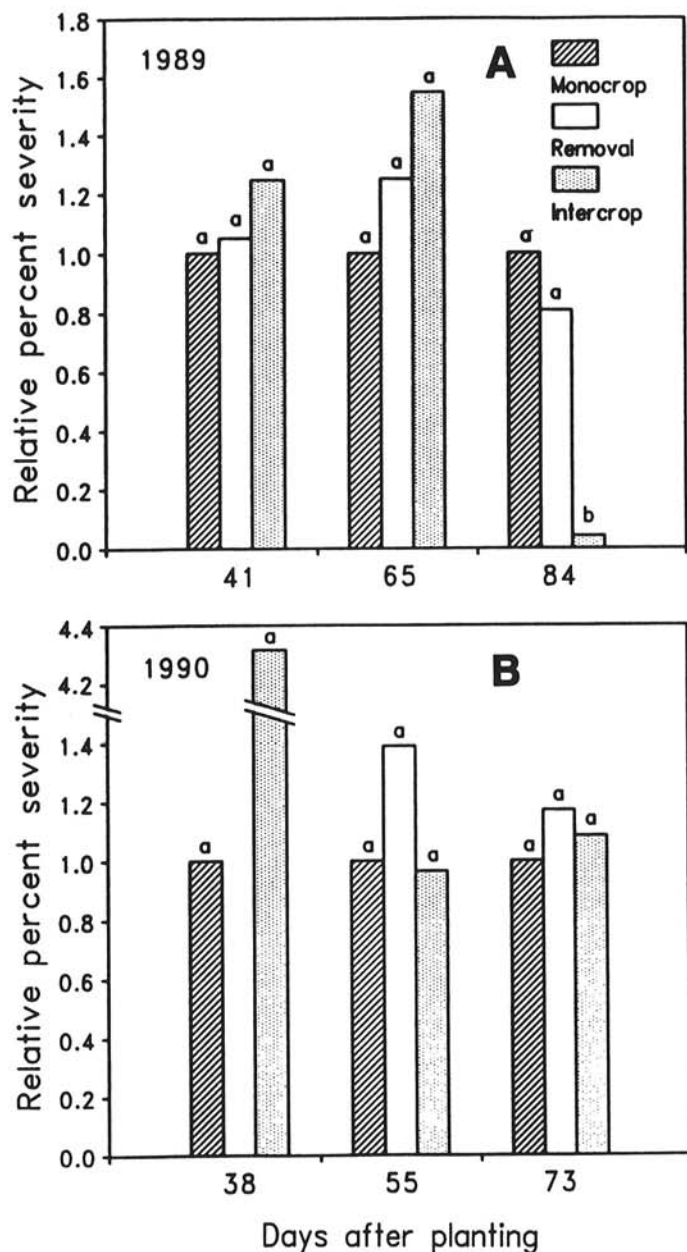 1.8
1.6
1.4
1.2
1.0
0.8
0.6
0.4
0.2
0.0
Relative percent severity
1989
A
Monocrop
Removal
Intercrop
a
a
a
a
a
a
a
a
b
41
65
84
4.4
4.2
1.4
1.2
1.0
0.8
0.6
0.4
0.2
0.0
Relative percent severity
1990
B
a
a
a
a
a
a
a
a
38
55
73
Days after planting